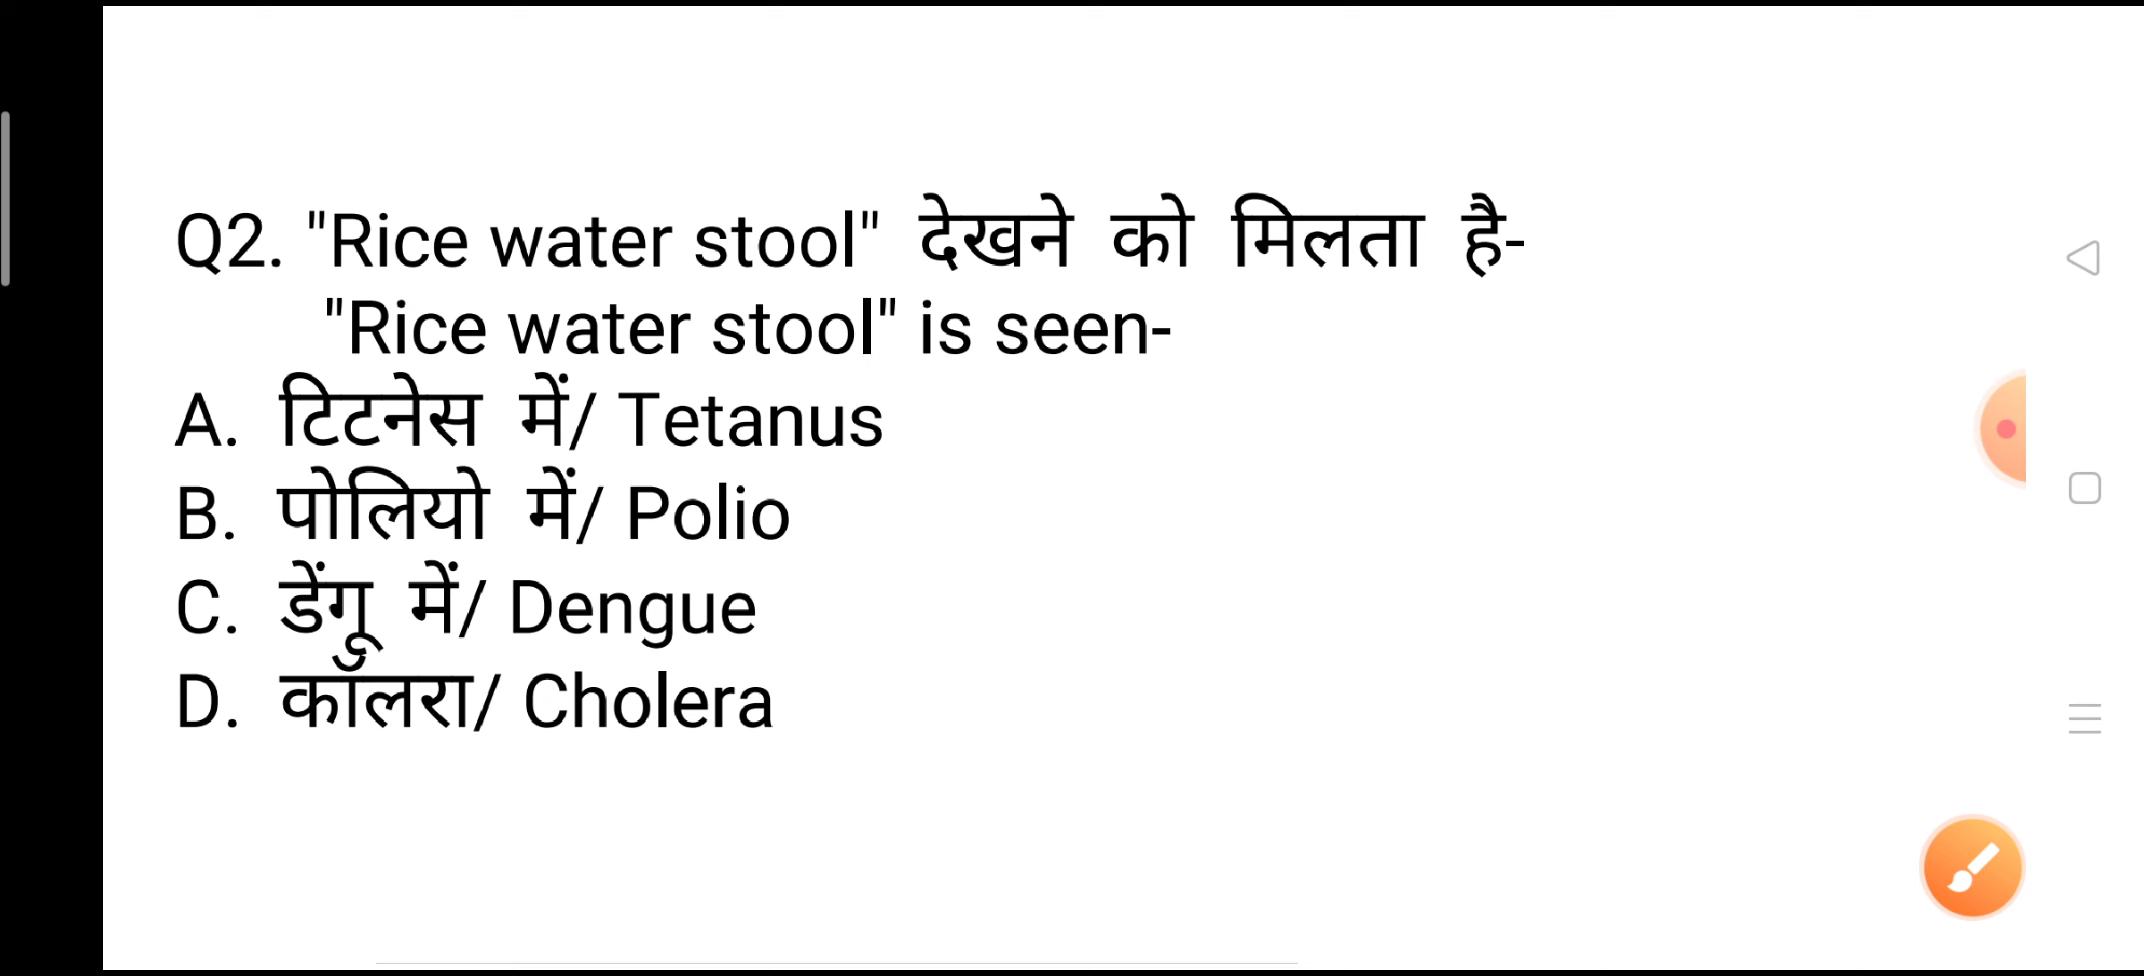 Q2. "Rice water stool" देखने को मिलता है-
"Rice water stool" is seen-
A. टिटनेस में/ Tetanus
B. पोलियो में/ Polio
C. डेंगू में/ Dengue
D. कॉलरा/ Cholera